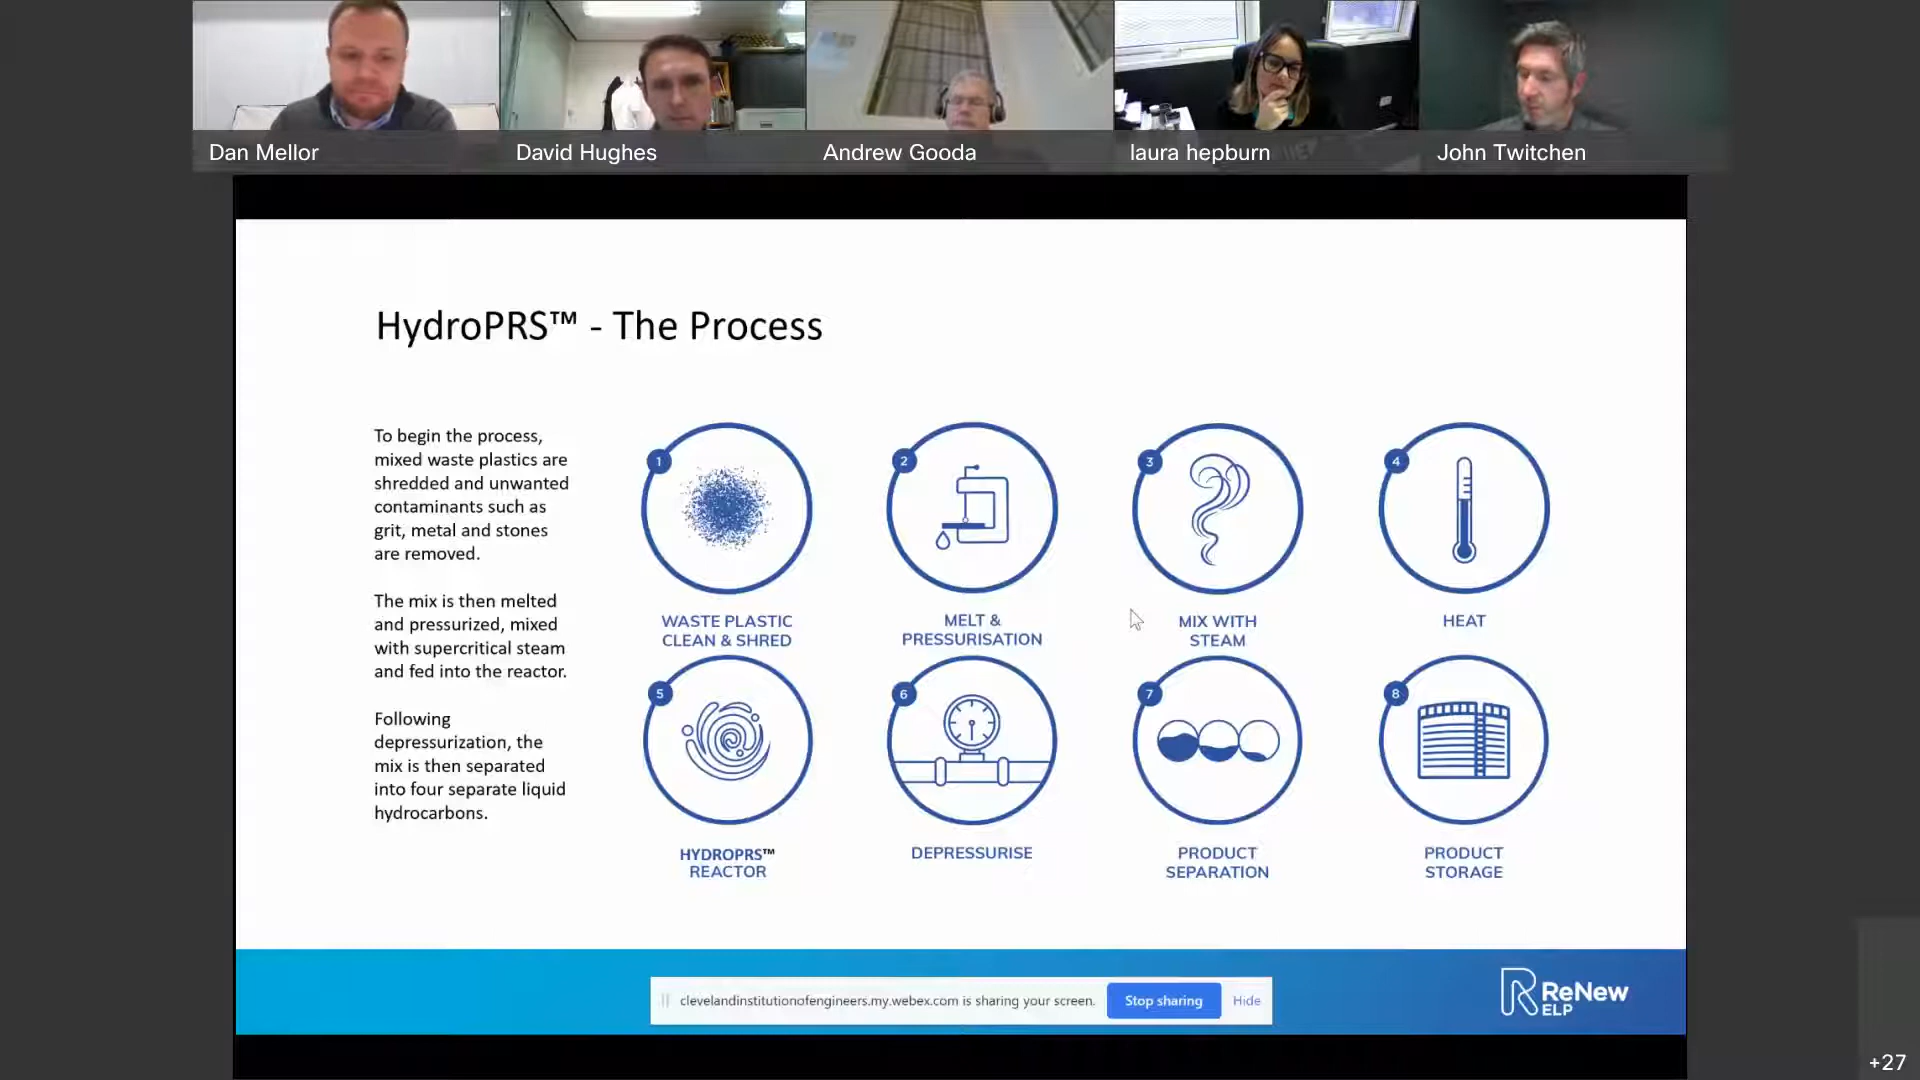 Dan Mellor
David Hughes
Andrew Gooda
laura hepburn
John Twitchen
HydroPRS™ - The Process
To begin the process,
mixed waste plastics are
shredded and unwanted
contaminants such as
grit, metal and stones
are removed.
The mix is then melted
and pressurized, mixed
with supercritical steam
and fed into the reactor.
Following
depressurization, the
mix is then separated
into four separate liquid
hydrocarbons.
1
WASTE PLASTIC
CLEAN & SHRED
2
MELT &
PRESSURISATION
3
MIX WITH
STEAM
4
HEAT
5
HYDROPRS™
REACTOR
6
DEPRESSURISE
7
PRODUCT
SEPARATION
8
PRODUCT
STORAGE
clevelandinstitutionofengineers.my.webex.com is sharing your screen.
Stop sharing
Hide
ReNew
ELP
+27